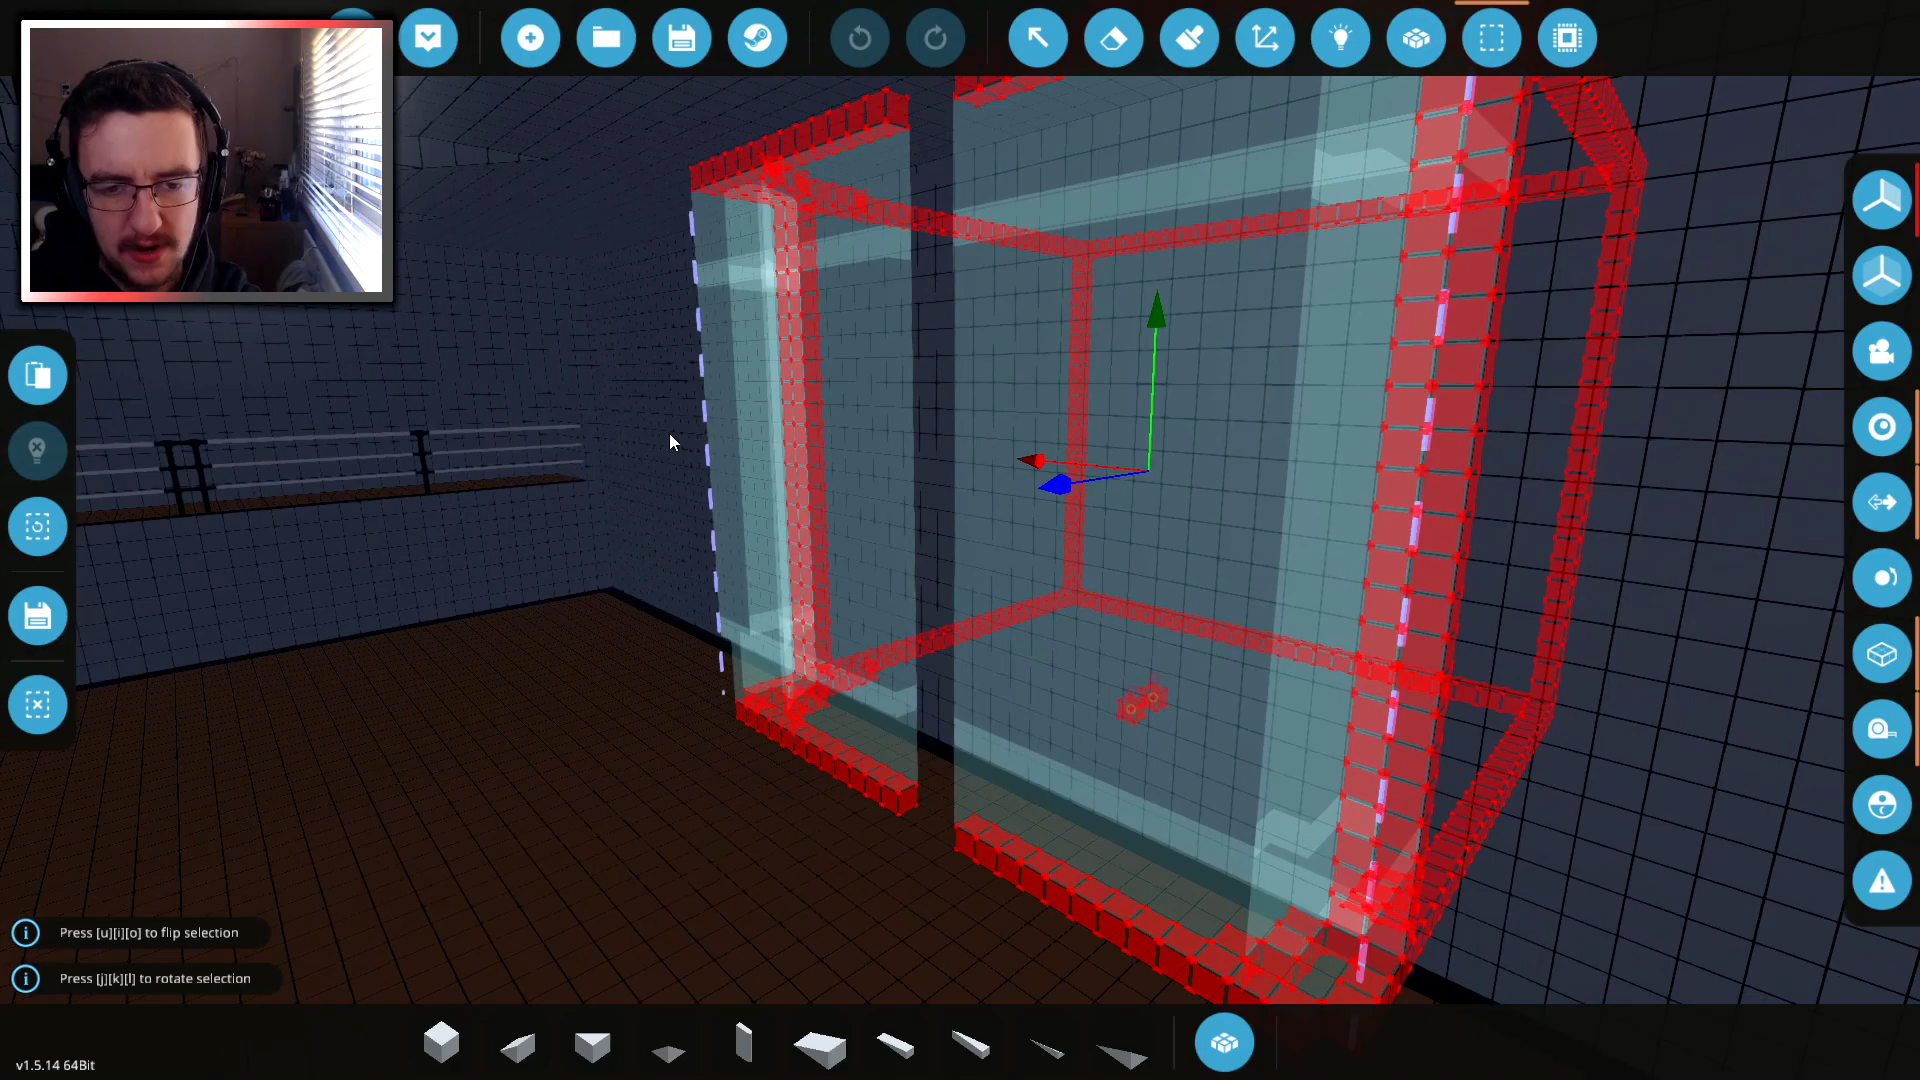 Press [u][i][o] to flip selection
Press [j][k][l] to rotate selection
v1.5.14 64Bit